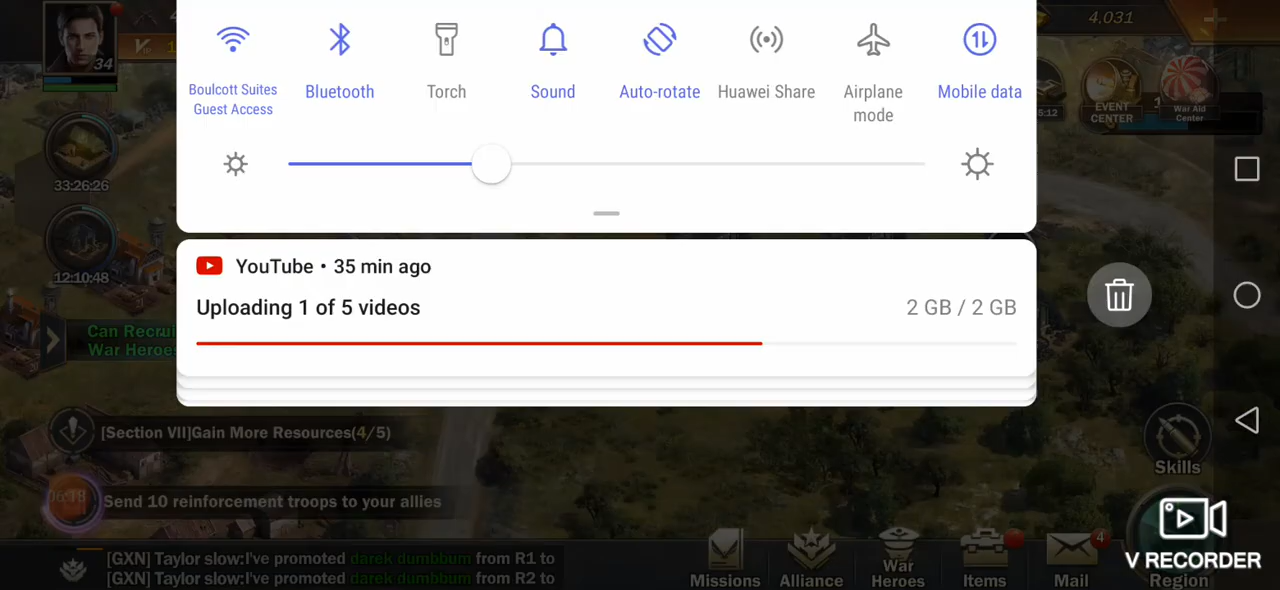 4,031
34
Boulcott Suites
Guest Access
Bluetooth
Torch
Sound
Auto-rotate
Huawei Share
Airplane
mode
Mobile data
EVENT
CENTER
War Aid
Center
33:26:26
12:10:48
YouTube • 35 min ago
Uploading 1 of 5 videos
2 GB / 2 GB
Can Recrui
War Heroes
[Section VII]Gain More Resources(4/5)
06:18
Send 10 reinforcement troops to your allies
Skills
V RECORDER
[GXN] Taylor slow:I've promoted darek dumbbum from R1 to
[GXN] Taylor slow:I've promoted darek dumbbum from R2 to
Missions
Alliance
War
Heroes
Items
4
Mail
Region